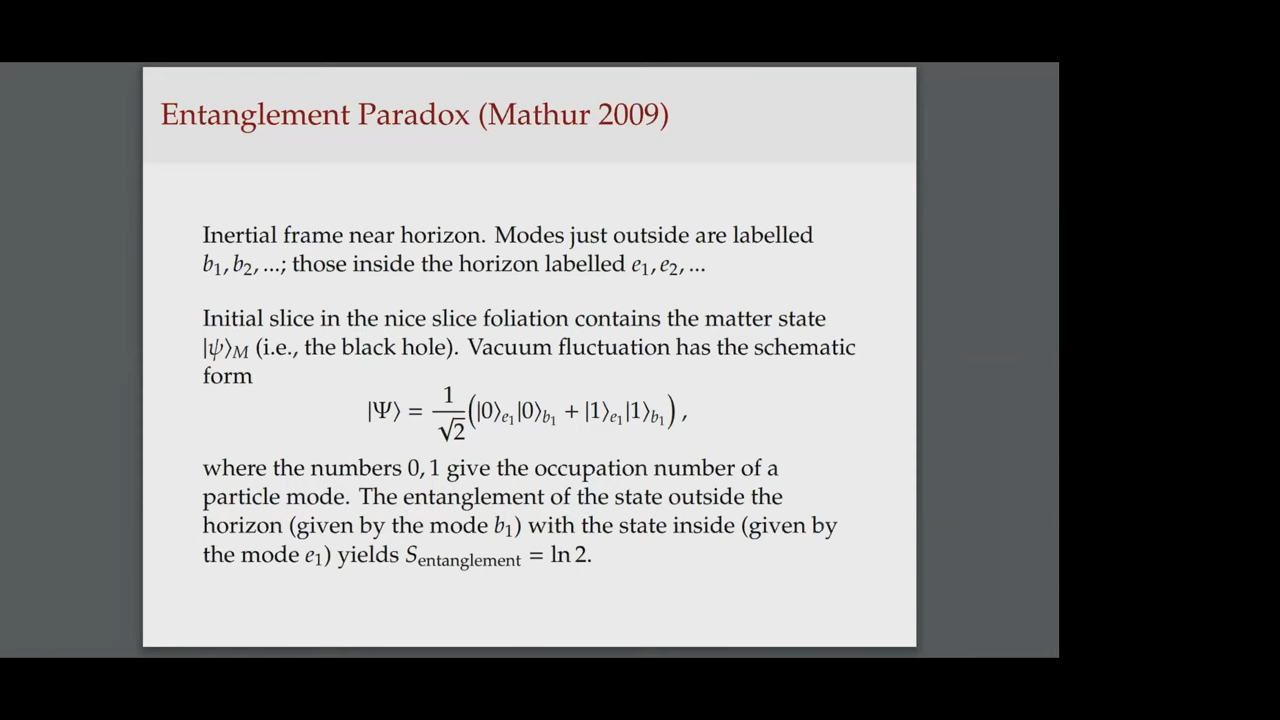 Entanglement Paradox (Mathur 2009)
Inertial frame near horizon. Modes just outside are labelled
b₁, b₂, ...; those inside the horizon labelled e₁, e₂, ...
Initial slice in the nice slice foliation contains the matter state
|ψ⟩_M (i.e., the black hole). Vacuum fluctuation has the schematic
form
|Ψ⟩ = 1/√2 (|0⟩_{e₁}|0⟩_{b₁} + |1⟩_{e₁}|1⟩_{b₁}) ,
where the numbers 0, 1 give the occupation number of a
particle mode. The entanglement of the state outside the
horizon (given by the mode b₁) with the state inside (given by
the mode e₁) yields S_entanglement = ln 2.